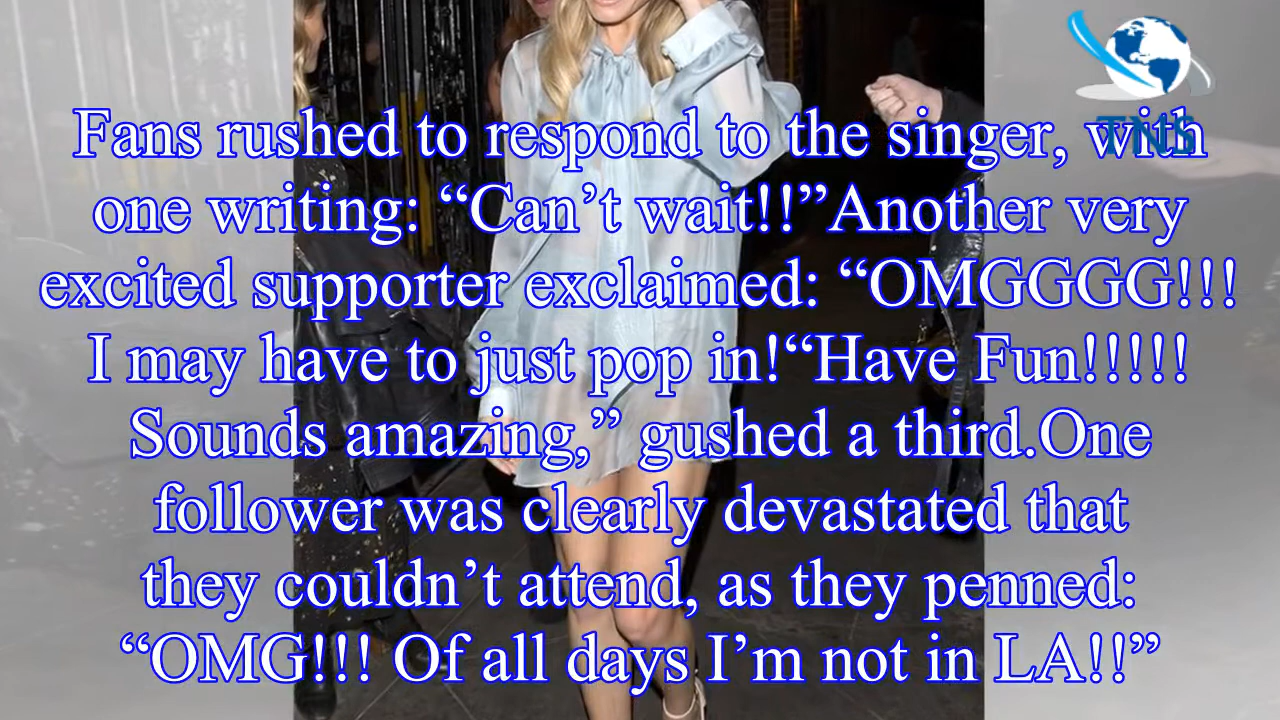 TNS
Fans rushed to respond to the singer, with
one writing: “Can’t wait!!”Another very
excited supporter exclaimed: “OMGGGG!!!
I may have to just pop in!“Have Fun!!!!!
Sounds amazing,” gushed a third.One
follower was clearly devastated that
they couldn’t attend, as they penned:
“OMG!!! Of all days I’m not in LA!!”